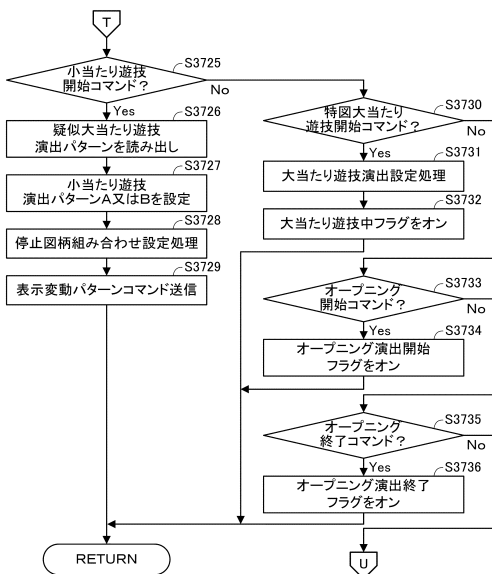 T
小当たり遊技
開始コマンド？
S3725
No
Yes
S3726
疑似大当たり遊技
演出パターンを読み出し
S3727
小当たり遊技
演出パターンA又はBを設定
S3728
停止図柄組み合わせ設定処理
S3729
表示変動パターンコマンド送信
特図大当たり
遊技開始コマンド？
S3730
No
Yes
S3731
大当たり遊技演出設定処理
S3732
大当たり遊技中フラグをオン
オープニング
開始コマンド？
S3733
No
Yes
S3734
オープニング演出開始
フラグをオン
オープニング
終了コマンド？
S3735
No
Yes
S3736
オープニング演出終了
フラグをオン
RETURN
U